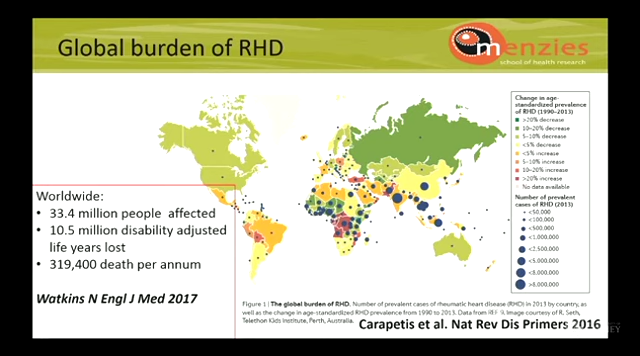 Global burden of RHD
menzies
school of health research
Change in age-
standardized prevalence
of RHD (1990–2013)
>20% decrease
10–20% decrease
5–10% decrease
<5% decrease
<5% increase
5–10% increase
10–20% increase
>20% increase
No data available
Number of prevalent
cases of RHD (2013)
<50,000
<100,000
<500,000
<1,000,000
<2,500,000
<5,000,000
<8,000,000
>8,000,000
Worldwide:
• 33.4 million people affected
• 10.5 million disability adjusted
life years lost
• 319,400 death per annum
Watkins N Engl J Med 2017
Figure 1 | The global burden of RHD. Number of prevalent cases of rheumatic heart disease (RHD) in 2013 by country, as
well as the change in age-standardized RHD prevalence from 1990 to 2013. Data from Image courtesy of R. Seth,
Telethon Kids Institute, Perth, Australia.
Carapetis et al. Nat Rev Dis Primers 2016